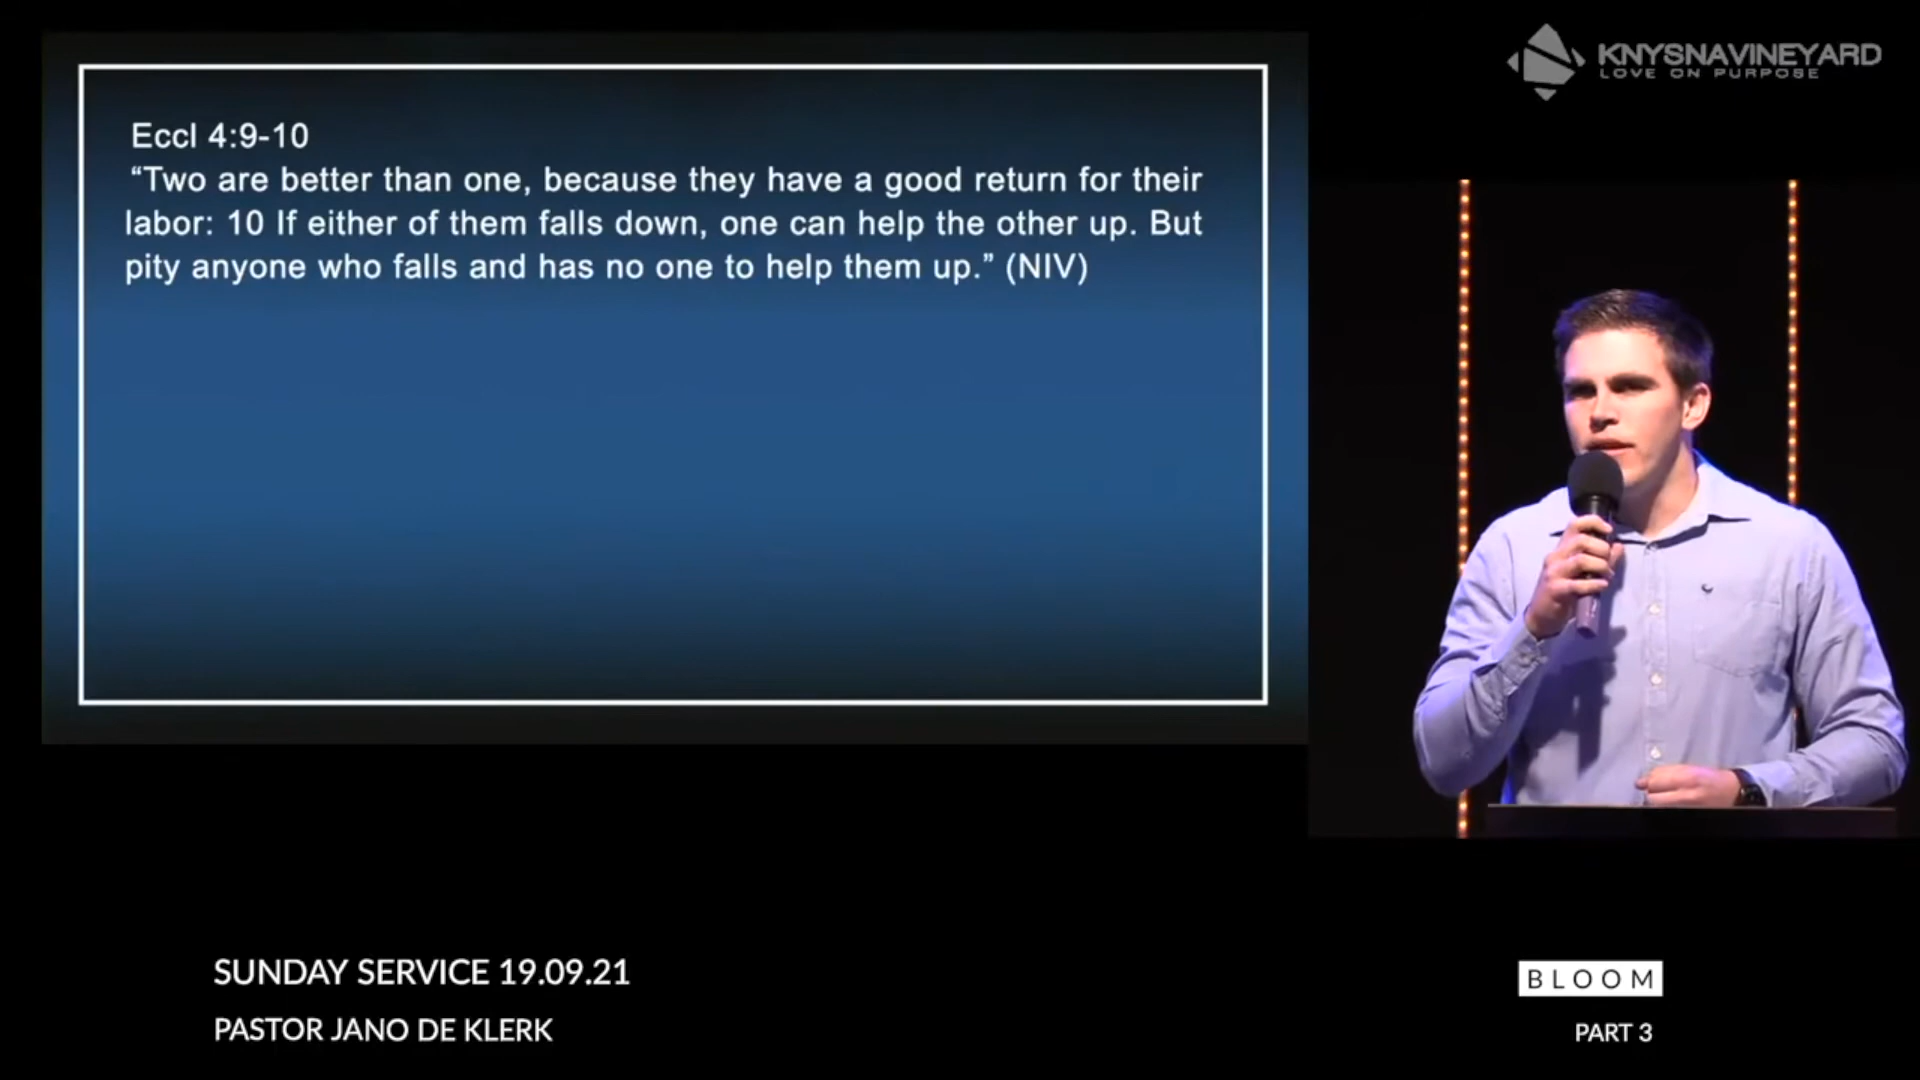 KNYSNAVINEYARD
LOVE ON PURPOSE
Eccl 4:9-10
“Two are better than one, because they have a good return for their
labor: 10 If either of them falls down, one can help the other up. But
pity anyone who falls and has no one to help them up.” (NIV)
SUNDAY SERVICE 19.09.21
PASTOR JANO DE KLERK
BLOOM
PART 3